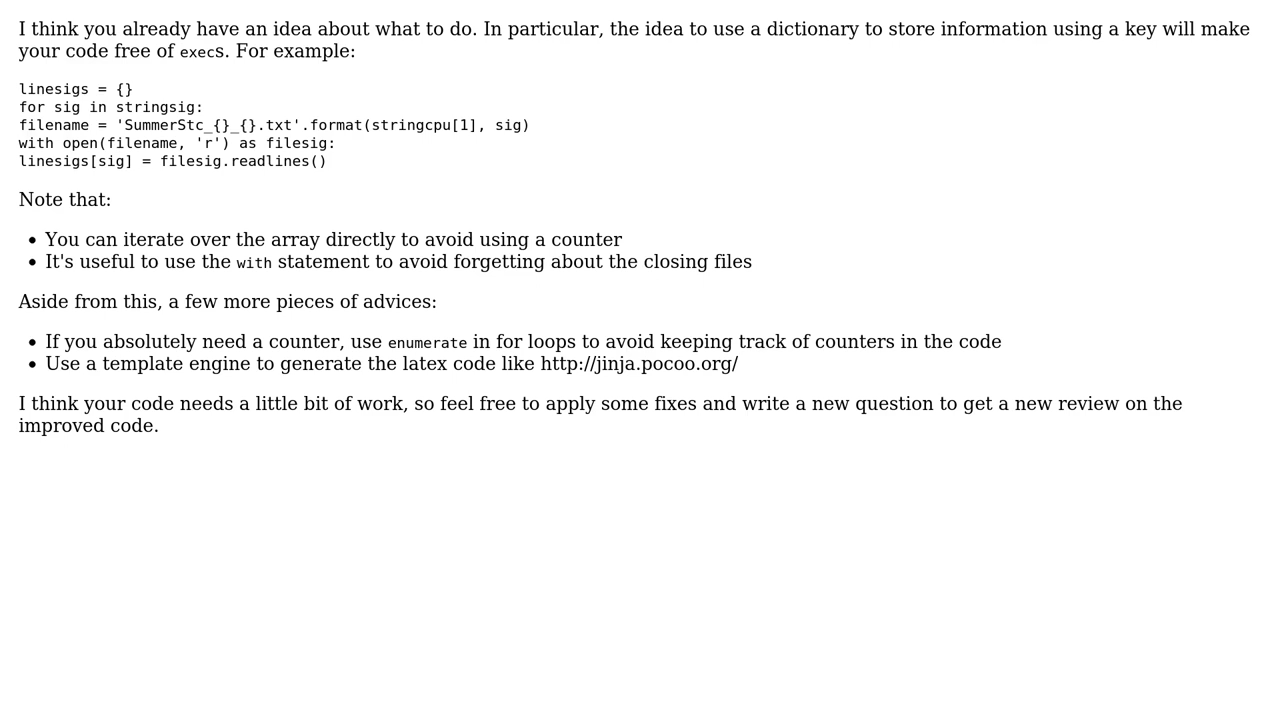 I think you already have an idea about what to do. In particular, the idea to use a dictionary to store information using a key will make
your code free of execs. For example:
linesigs = {}
for sig in stringsig:
filename = 'SummerStc_{}_{}.txt'.format(stringcpu[1], sig)
with open(filename, 'r') as filesig:
linesigs[sig] = filesig.readlines()
Note that:
• You can iterate over the array directly to avoid using a counter
• It's useful to use the with statement to avoid forgetting about the closing files
Aside from this, a few more pieces of advices:
• If you absolutely need a counter, use enumerate in for loops to avoid keeping track of counters in the code
• Use a template engine to generate the latex code like http://jinja.pocoo.org/
I think your code needs a little bit of work, so feel free to apply some fixes and write a new question to get a new review on the
improved code.